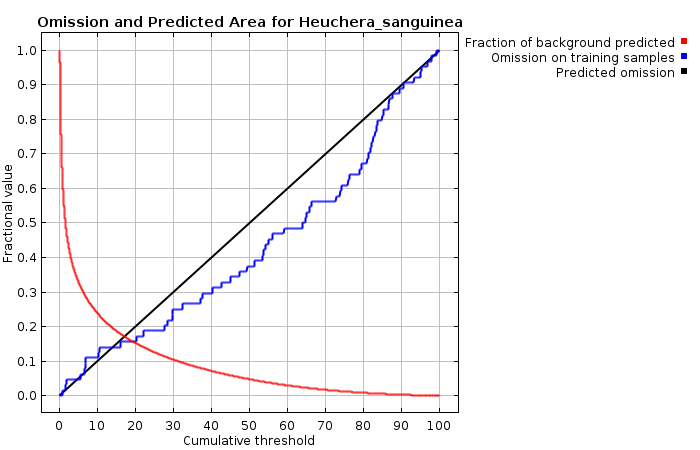 Omission and Predicted Area for Heuchera_sanguinea
Fraction of background predicted
Omission on training samples
Predicted omission
Fractional value
1.0
0.9
0.8
0.7
0.6
0.5
0.4
0.3
0.2
0.1
0.0
0 10 20 30 40 50 60 70 80 90 100
Cumulative threshold